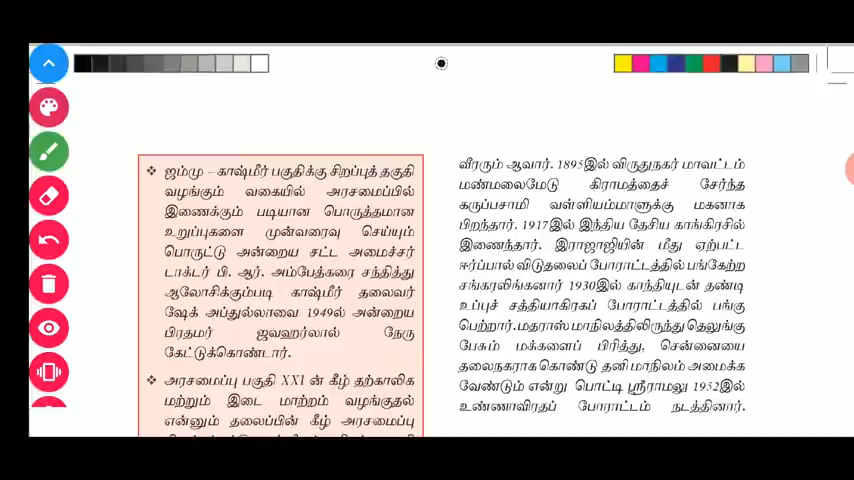 ❖ ஜம்மு – காஷ்மீர் பகுதிக்கு சிறப்புத் தகுதி
வழங்கும் வகையில் அரசமைப்பில்
இணைக்கும் படியான பொருத்தமான
உறுப்புகளை முன்வரைவு செய்யும்
பொருட்டு அன்றைய சட்ட அமைச்சர்
டாக்டர் பி. ஆர். அம்பேத்கரை சந்தித்து
ஆலோசிக்கும்படி காஷ்மீர் தலைவர்
ஷேக் அப்துல்லாவை 1949ல் அன்றைய
பிரதமர் ஜவஹர்லால் நேரு
கேட்டுக்கொண்டார்.
❖ அரசமைப்பு பகுதி XXI ன் கீழ் தற்காலிக
மற்றும் இடை மாற்றம் வழங்குதல்
என்னும் தலைப்பின் கீழ் அரசமைப்பு
வீரரும் ஆவார். 1895இல் விருதுநகர் மாவட்டம்
மண்மலைமேடு கிராமத்தைச் சேர்ந்த
கருப்பசாமி வள்ளியம்மாளுக்கு மகனாக
பிறந்தார். 1917இல் இந்திய தேசிய காங்கிரசில்
இணைந்தார். இராஜாஜியின் மீது ஏற்பட்ட
ஈர்ப்பால் விடுதலைப் போராட்டத்தில் பங்கேற்ற
சங்கரலிங்கனார் 1930இல் காந்தியுடன் தண்டி
உப்புச் சத்தியாகிரகப் போராட்டத்தில் பங்கு
பெற்றார். மதராஸ் மாநிலத்திலிருந்து தெலுங்கு
பேசும் மக்களைப் பிரித்து, சென்னையை
தலைநகராக கொண்டு தனி மாநிலம் அமைக்க
வேண்டும் என்று பொட்டி ஸ்ரீராமலு 1952இல்
உண்ணாவிரதப் போராட்டம் நடத்தினார்.